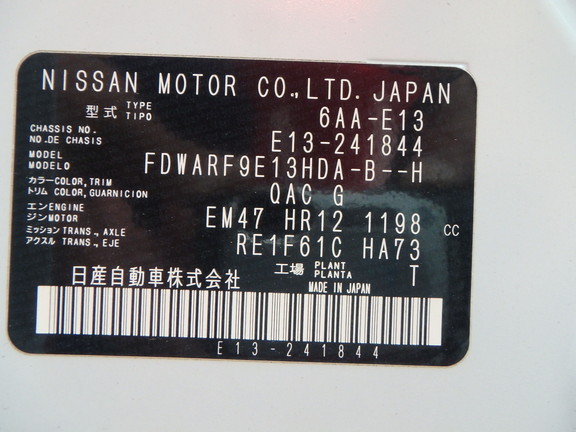 NISSAN MOTOR CO.,LTD. JAPAN
型式 TYPE TIPO 6AA-E13
CHASSIS NO. NO.DE CHASIS E13-241844
MODEL MODELO FDWARF9E13HDA-B--H
カラー COLOR, TRIM トリム COLOR, GUARNICION QAC G
エンジン ENGINE MOTOR EM47 HR12 1198 CC
ミッション TRANS., AXLE アクスル TRANS., EJE RE1F61C HA73
工場 PLANT PLANTA T
日産自動車株式会社 MADE IN JAPAN
E13-241844